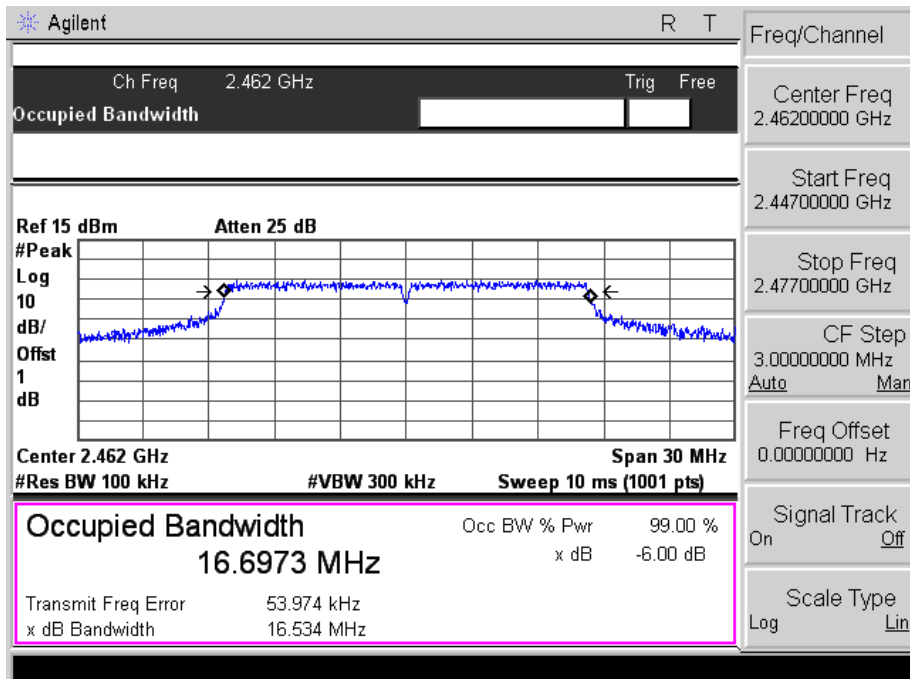 Agilent R T
Ch Freq 2.462 GHz Trig Free
Occupied Bandwidth
Ref 15 dBm Atten 25 dB
#Peak
Log
10
dB/
Offst
1
dB
Center 2.462 GHz Span 30 MHz
#Res BW 100 kHz #VBW 300 kHz Sweep 10 ms (1001 pts)
Occupied Bandwidth
16.6973 MHz
Occ BW % Pwr 99.00 %
x dB -6.00 dB
Transmit Freq Error 53.974 kHz
x dB Bandwidth 16.534 MHz
Freq/Channel
Center Freq
2.46200000 GHz
Start Freq
2.44700000 GHz
Stop Freq
2.47700000 GHz
CF Step
3.00000000 MHz
Auto Man
Freq Offset
0.00000000 Hz
Signal Track
On Off
Scale Type
Log Lin